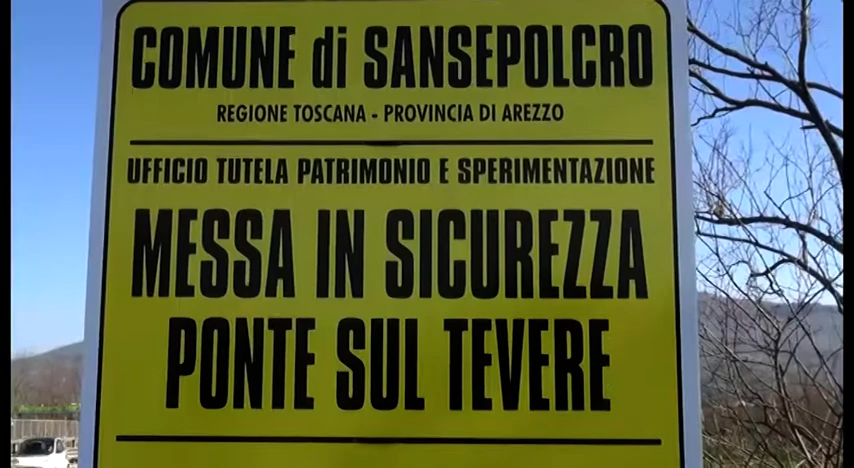 COMUNE di SANSEPOLCRO
REGIONE TOSCANA - PROVINCIA DI AREZZO
UFFICIO TUTELA PATRIMONIO E SPERIMENTAZIONE
MESSA IN SICUREZZA
PONTE SUL TEVERE